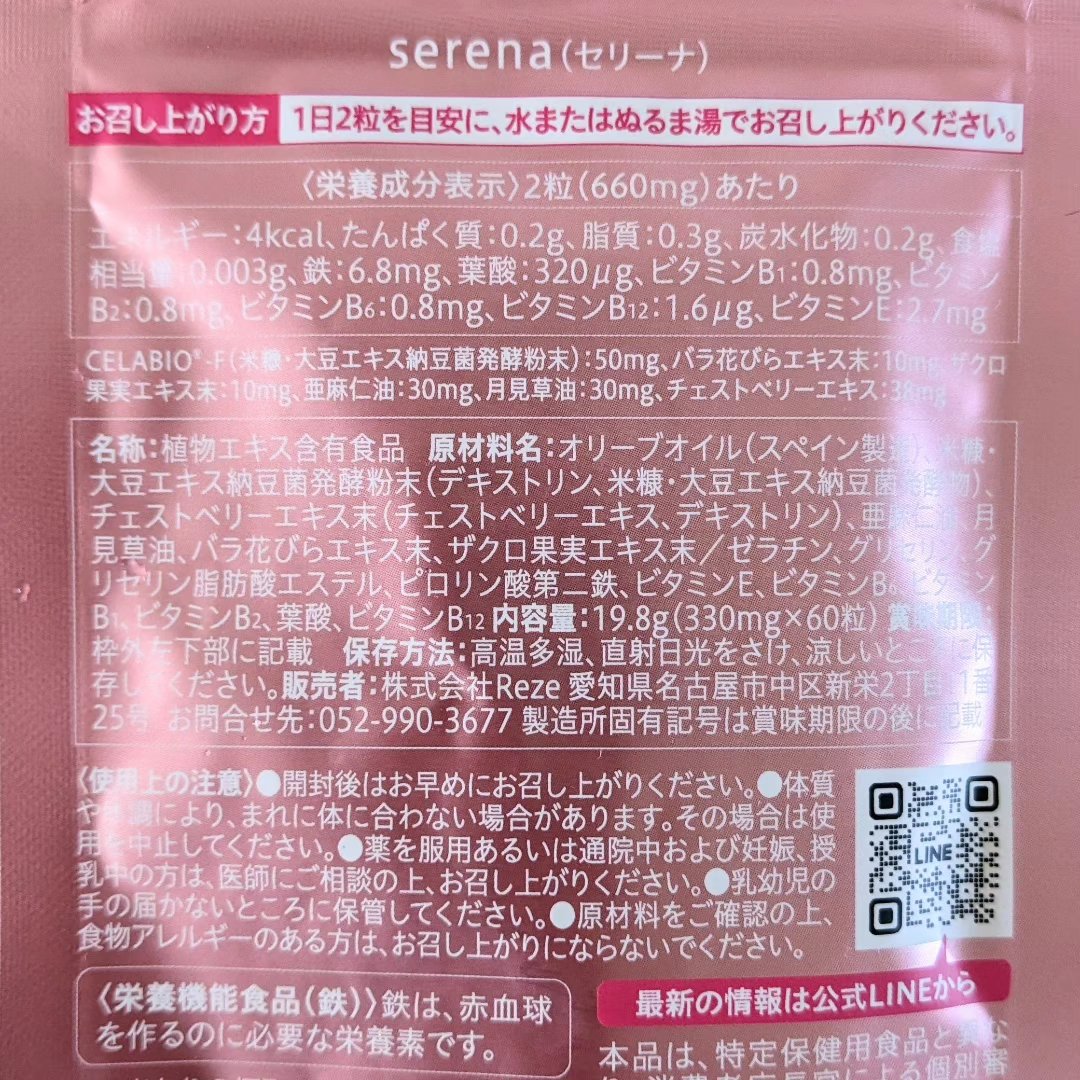 serena（セリーナ）
お召し上がり方 1日2粒を目安に、水またはぬるま湯でお召し上がりください。
〈栄養成分表示〉2粒（660mg）あたり
エネルギー：4kcal、たんぱく質：0.2g、脂質：0.3g、炭水化物：0.2g、食塩
相当量：0.003g、鉄：6.8mg、葉酸：320μg、ビタミンB1：0.8mg、ビタミン
B2：0.8mg、ビタミンB6：0.8mg、ビタミンB12：1.6μg、ビタミンE：2.7mg
CELABIO®-F（米糠・大豆エキス納豆菌発酵粉末）：50mg、バラ花びらエキス末：10mg、ザクロ
果実エキス末：10mg、亜麻仁油：30mg、月見草油：30mg、チェストベリーエキス：38mg
名称：植物エキス含有食品 原材料名：オリーブオイル（スペイン製造）、米糠・
大豆エキス納豆菌発酵粉末（デキストリン、米糠・大豆エキス納豆菌発酵物）、
チェストベリーエキス末（チェストベリーエキス、デキストリン）、亜麻仁油、月
見草油、バラ花びらエキス末、ザクロ果実エキス末／ゼラチン、グリセリン、グ
リセリン脂肪酸エステル、ピロリン酸第二鉄、ビタミンE、ビタミンB6、ビタミン
B1、ビタミンB2、葉酸、ビタミンB12 内容量：19.8g（330mg×60粒） 賞味期限：
枠外左下部に記載 保存方法：高温多湿、直射日光をさけ、涼しいところに保
存してください。販売者：株式会社Reze 愛知県名古屋市中区新栄2丁目 1番
25号 お問合せ先：052-990-3677 製造所固有記号は賞味期限の後に記載
〈使用上の注意〉●開封後はお早めにお召し上がりください。●体質
や体調により、まれに体に合わない場合があります。その場合は使
用を中止してください。●薬を服用あるいは通院中および妊娠、授
乳中の方は、医師にご相談の上、お召し上がりください。●乳幼児の
手の届かないところに保管してください。●原材料をご確認の上、
食物アレルギーのある方は、お召し上がりにならないでください。
LINE
〈栄養機能食品（鉄）〉鉄は、赤血球
を作るのに必要な栄養素です。
最新の情報は公式LINEから
本品は、特定保健用食品と異な
り、消費者庁長官による個別審